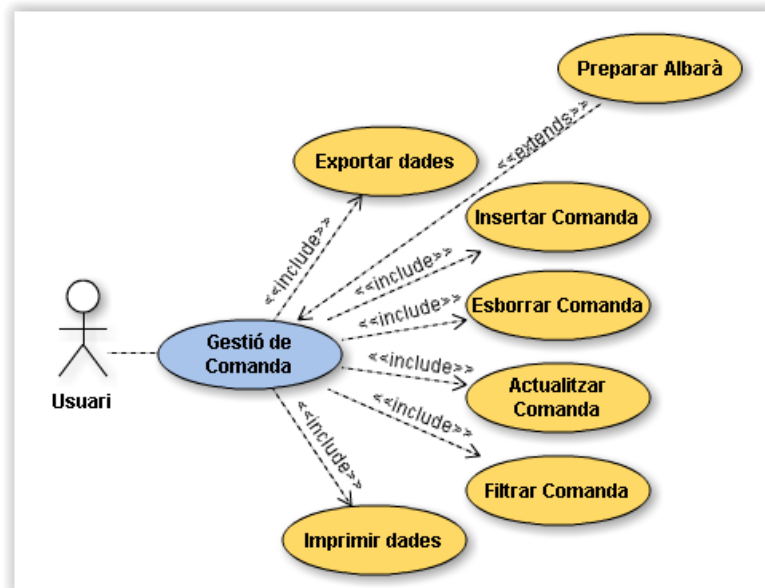 Preparar Albarà
<<extends>>
Exportar dades
<<include>>
Insertar Comanda
<<include>>
Esborrar Comanda
<<include>>
Gestió de
Comanda
Usuari
<<include>>
Actualitzar
Comanda
<<include>>
Filtrar Comanda
<<include>>
Imprimir dades